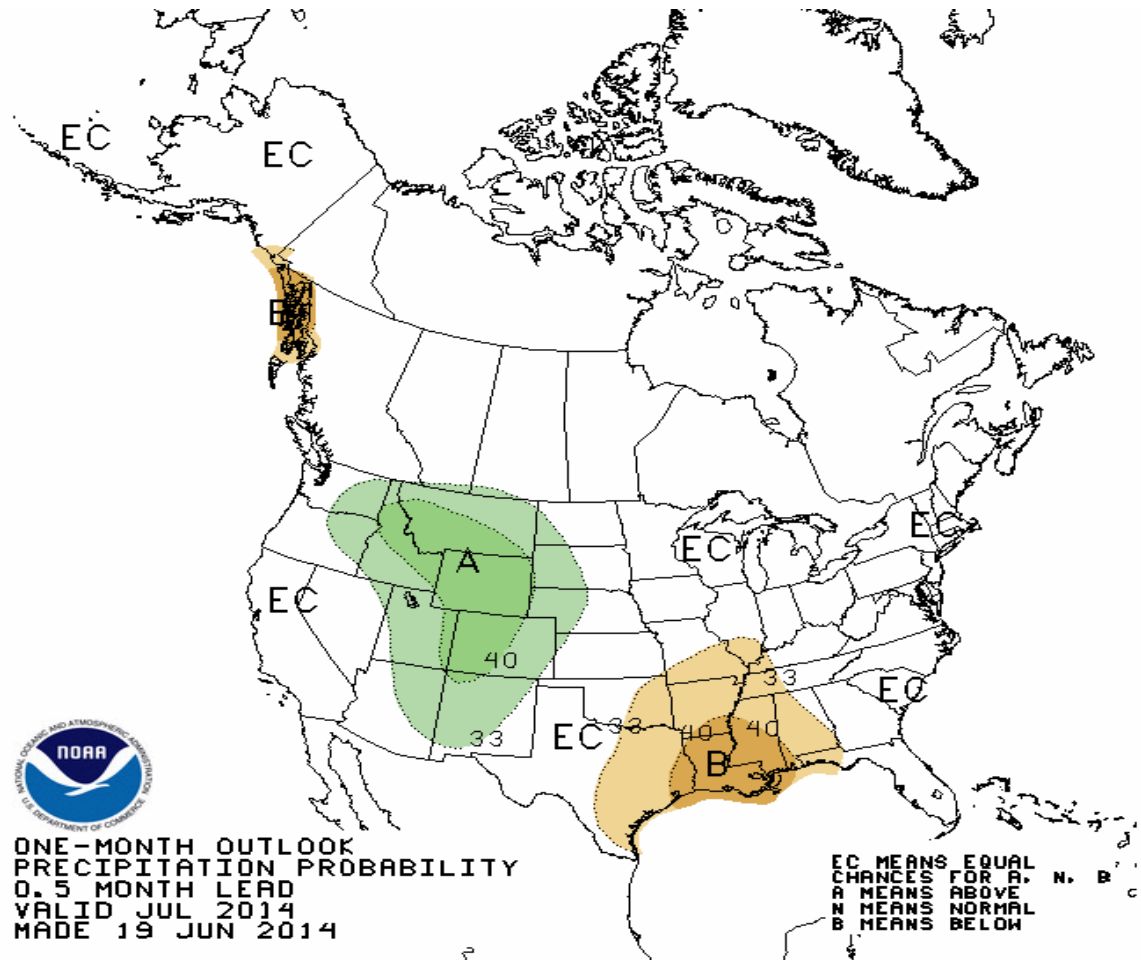 EC
EC
B
A
EC
EC
EC
EC
40
33
EC
33
33
40
40
B
NATIONAL OCEANIC AND ATMOSPHERIC ADMINISTRATION
NOAA
U.S. DEPARTMENT OF COMMERCE
ONE-MONTH OUTLOOK
PRECIPITATION PROBABILITY
0.5 MONTH LEAD
VALID JUL 2014
MADE 19 JUN 2014
EC MEANS EQUAL
CHANCES FOR A, N, B
A MEANS ABOVE
N MEANS NORMAL
B MEANS BELOW